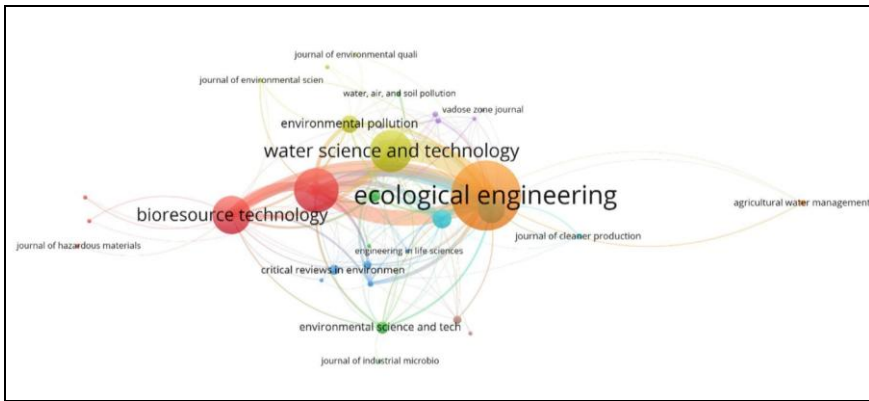 journal of environmental quali
journal of environmental scien
water, air, and soil pollution
vadose zone journal
environmental pollution
water science and technology
ecological engineering
agricultural water management
bioresource technology
journal of cleaner production
journal of hazardous materials
engineering in life sciences
critical reviews in environmen
environmental science and tech
journal of industrial microbio